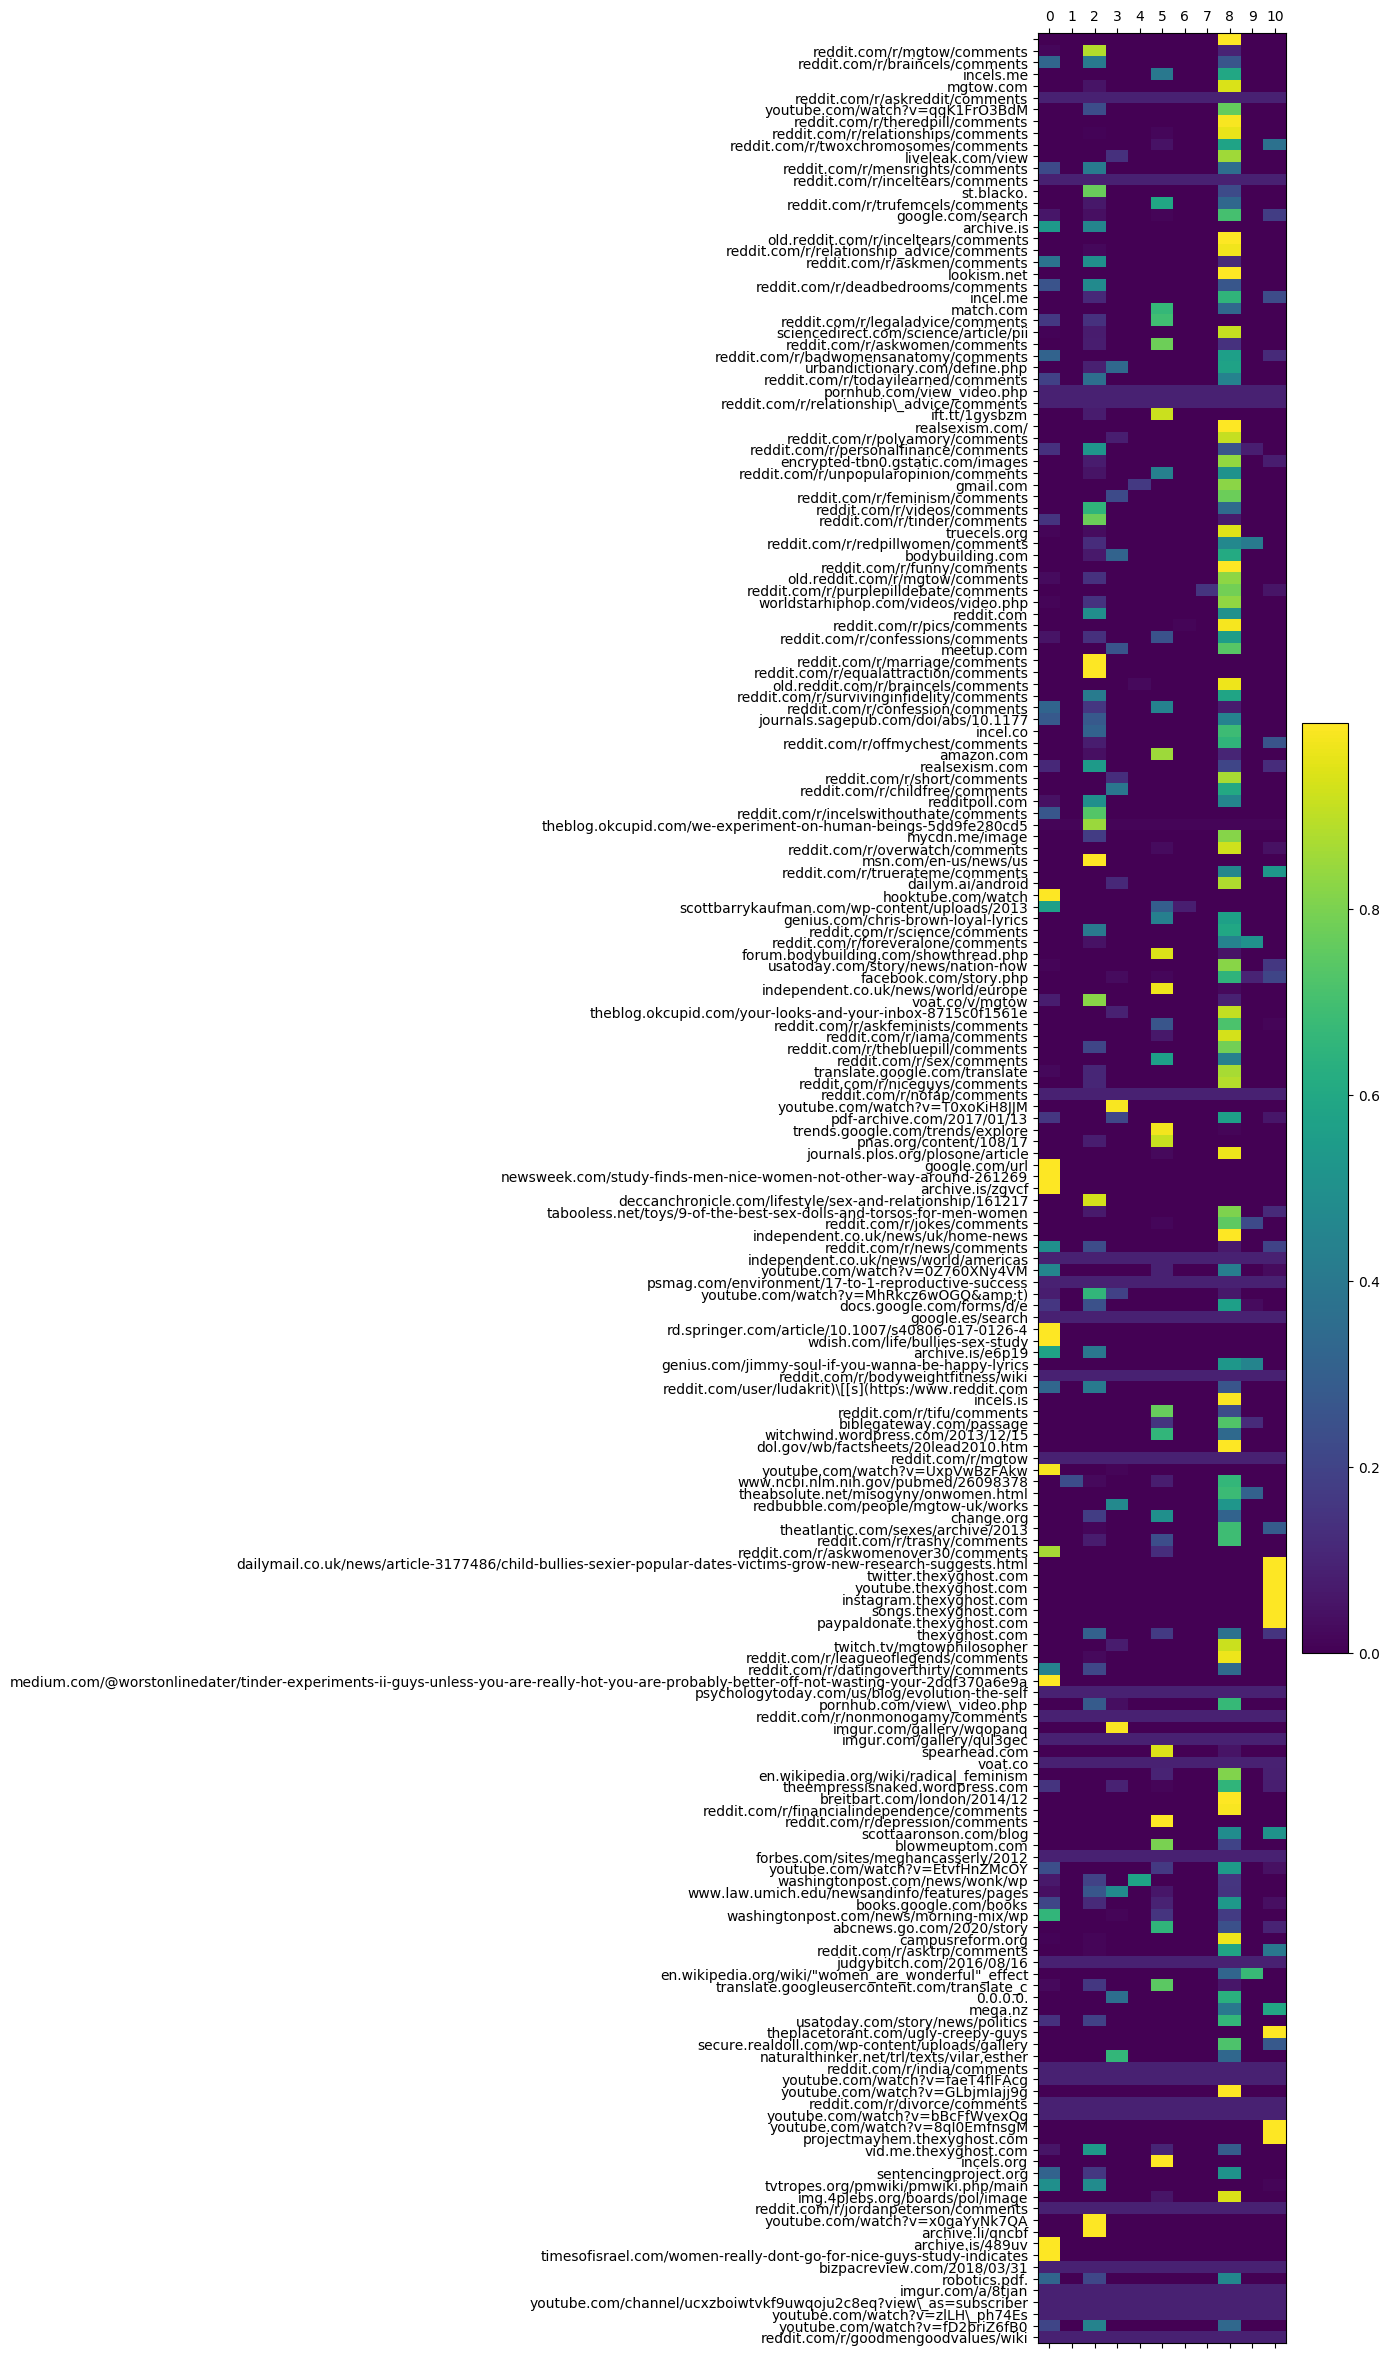 0 1 2 3 4 5 6 7 8 9 10
reddit.com/r/mgtow/comments
reddit.com/r/braincels/comments
incels.me
mgtow.com
reddit.com/r/askreddit/comments
youtube.com/watch?v=qqK1FrO3BdM
reddit.com/r/theredpill/comments
reddit.com/r/relationships/comments
reddit.com/r/twoxchromosomes/comments
liveleak.com/view
reddit.com/r/mensrights/comments
reddit.com/r/inceltears/comments
st.blacko.
reddit.com/r/trufemcels/comments
google.com/search
archive.is
old.reddit.com/r/inceltears/comments
reddit.com/r/relationship_advice/comments
reddit.com/r/askmen/comments
lookism.net
reddit.com/r/deadbedrooms/comments
incel.me
match.com
reddit.com/r/legaladvice/comments
sciencedirect.com/science/article/pii
reddit.com/r/askwomen/comments
reddit.com/r/badwomensanatomy/comments
urbandictionary.com/define.php
reddit.com/r/todayilearned/comments
pornhub.com/view_video.php
reddit.com/r/relationship\_advice/comments
ift.tt/1gysbzm
realsexism.com/
reddit.com/r/polyamory/comments
reddit.com/r/personalfinance/comments
encrypted-tbn0.gstatic.com/images
reddit.com/r/unpopularopinion/comments
gmail.com
reddit.com/r/feminism/comments
reddit.com/r/videos/comments
reddit.com/r/tinder/comments
truecels.org
reddit.com/r/redpillwomen/comments
bodybuilding.com
reddit.com/r/funny/comments
old.reddit.com/r/mgtow/comments
reddit.com/r/purplepilldebate/comments
worldstarhiphop.com/videos/video.php
reddit.com
reddit.com/r/pics/comments
reddit.com/r/confessions/comments
meetup.com
reddit.com/r/marriage/comments
reddit.com/r/equalattraction/comments
old.reddit.com/r/braincels/comments
reddit.com/r/survivinginfidelity/comments
reddit.com/r/confession/comments
journals.sagepub.com/doi/abs/10.1177
incel.co
reddit.com/r/offmychest/comments
amazon.com
realsexism.com
reddit.com/r/short/comments
reddit.com/r/childfree/comments
redditpoll.com
reddit.com/r/incelswithouthate/comments
theblog.okcupid.com/we-experiment-on-human-beings-5dd9fe280cd5
mycdn.me/image
reddit.com/r/overwatch/comments
msn.com/en-us/news/us
reddit.com/r/truerateme/comments
dailym.ai/android
hooktube.com/watch
scottbarrykaufman.com/wp-content/uploads/2013
genius.com/chris-brown-loyal-lyrics
reddit.com/r/science/comments
reddit.com/r/foreveralone/comments
forum.bodybuilding.com/showthread.php
usatoday.com/story/news/nation-now
facebook.com/story.php
independent.co.uk/news/world/europe
voat.co/v/mgtow
theblog.okcupid.com/your-looks-and-your-inbox-8715c0f1561e
reddit.com/r/askfeminists/comments
reddit.com/r/iama/comments
reddit.com/r/thebluepill/comments
reddit.com/r/sex/comments
translate.google.com/translate
reddit.com/r/niceguys/comments
reddit.com/r/nofap/comments
youtube.com/watch?v=T0xoKiH8JJM
pdf-archive.com/2017/01/13
trends.google.com/trends/explore
pnas.org/content/108/17
journals.plos.org/plosone/article
google.com/url
newsweek.com/study-finds-men-nice-women-not-other-way-around-261269
archive.is/zgvcf
deccanchronicle.com/lifestyle/sex-and-relationship/161217
tabooless.net/toys/9-of-the-best-sex-dolls-and-torsos-for-men-women
reddit.com/r/jokes/comments
independent.co.uk/news/uk/home-news
reddit.com/r/news/comments
independent.co.uk/news/world/americas
youtube.com/watch?v=0Z760XNy4VM
psmag.com/environment/17-to-1-reproductive-success
youtube.com/watch?v=MhRkcz6wOGQ&amp;t)
docs.google.com/forms/d/e
google.es/search
rd.springer.com/article/10.1007/s40806-017-0126-4
wdish.com/life/bullies-sex-study
archive.is/e6p19
genius.com/jimmy-soul-if-you-wanna-be-happy-lyrics
reddit.com/r/bodyweightfitness/wiki
reddit.com/user/ludakrit)\[[s](https:/www.reddit.com
incels.is
reddit.com/r/tifu/comments
biblegateway.com/passage
witchwind.wordpress.com/2013/12/15
dol.gov/wb/factsheets/20lead2010.htm
reddit.com/r/mgtow
youtube.com/watch?v=UxpVwBzFAkw
www.ncbi.nlm.nih.gov/pubmed/26098378
theabsolute.net/misogyny/onwomen.html
redbubble.com/people/mgtow-uk/works
change.org
theatlantic.com/sexes/archive/2013
reddit.com/r/trashy/comments
reddit.com/r/askwomenover30/comments
dailymail.co.uk/news/article-3177486/child-bullies-sexier-popular-dates-victims-grow-new-research-suggests.html
twitter.thexyghost.com
youtube.thexyghost.com
instagram.thexyghost.com
songs.thexyghost.com
paypaldonate.thexyghost.com
thexyghost.com
twitch.tv/mgtowphilosopher
reddit.com/r/leagueoflegends/comments
reddit.com/r/datingoverthirty/comments
medium.com/@worstonlinedater/tinder-experiments-ii-guys-unless-you-are-really-hot-you-are-probably-better-off-not-wasting-your-2ddf370a6e9a
psychologytoday.com/us/blog/evolution-the-self
pornhub.com/view\_video.php
reddit.com/r/nonmonogamy/comments
imgur.com/gallery/wqopanq
imgur.com/gallery/qul3gec
spearhead.com
voat.co
en.wikipedia.org/wiki/radical_feminism
theempressisnaked.wordpress.com
breitbart.com/london/2014/12
reddit.com/r/financialindependence/comments
reddit.com/r/depression/comments
scottaaronson.com/blog
blowmeuptom.com
forbes.com/sites/meghancasserly/2012
youtube.com/watch?v=EtvfHnZMcOY
washingtonpost.com/news/wonk/wp
www.law.umich.edu/newsandinfo/features/pages
books.google.com/books
washingtonpost.com/news/morning-mix/wp
abcnews.go.com/2020/story
campusreform.org
reddit.com/r/asktrp/comments
judgybitch.com/2016/08/16
en.wikipedia.org/wiki/"women_are_wonderful"_effect
translate.googleusercontent.com/translate_c
0.0.0.0.
mega.nz
usatoday.com/story/news/politics
theplacetorant.com/ugly-creepy-guys
secure.realdoll.com/wp-content/uploads/gallery
naturalthinker.net/trl/texts/vilar,esther
reddit.com/r/india/comments
youtube.com/watch?v=faeT4fIFAcg
youtube.com/watch?v=GLbjmIajj9g
reddit.com/r/divorce/comments
youtube.com/watch?v=bBcFfWvexQg
youtube.com/watch?v=8ql0EmfnsgM
projectmayhem.thexyghost.com
vid.me.thexyghost.com
incels.org
sentencingproject.org
tvtropes.org/pmwiki/pmwiki.php/main
img.4plebs.org/boards/pol/image
reddit.com/r/jordanpeterson/comments
youtube.com/watch?v=x0gaYyNk7QA
archive.li/qncbf
archive.is/489uv
timesofisrael.com/women-really-dont-go-for-nice-guys-study-indicates
bizpacreview.com/2018/03/31
robotics.pdf.
imgur.com/a/8tjan
youtube.com/channel/ucxzboiwtvkf9uwqoju2c8eq?view\_as=subscriber
youtube.com/watch?v=zlLH\_ph74Es
youtube.com/watch?v=fD2briZ6fB0
reddit.com/r/goodmengoodvalues/wiki
0.8
0.6
0.4
0.2
0.0